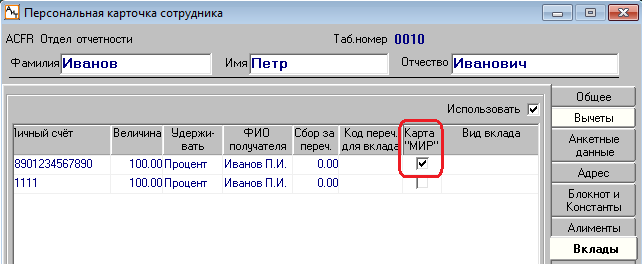 Персональная карточка сотрудника
ACFR Отдел отчетности Таб.номер 0010
Фамилия Иванов Имя Петр Отчество Иванович
Общее
Использовать
Вычеты
Личный счёт Величина Удержи-вать ФИО получателя Сбор за переч. Код переч. для вклада Карта "МИР" Вид вклада
Анкетные данные
8901234567890 100.00 Процент Иванов П.И. 0.00
Адрес
1111 100.00 Процент Иванов П.И. 0.00
Блокнот и Константы
Алименты
Вклады